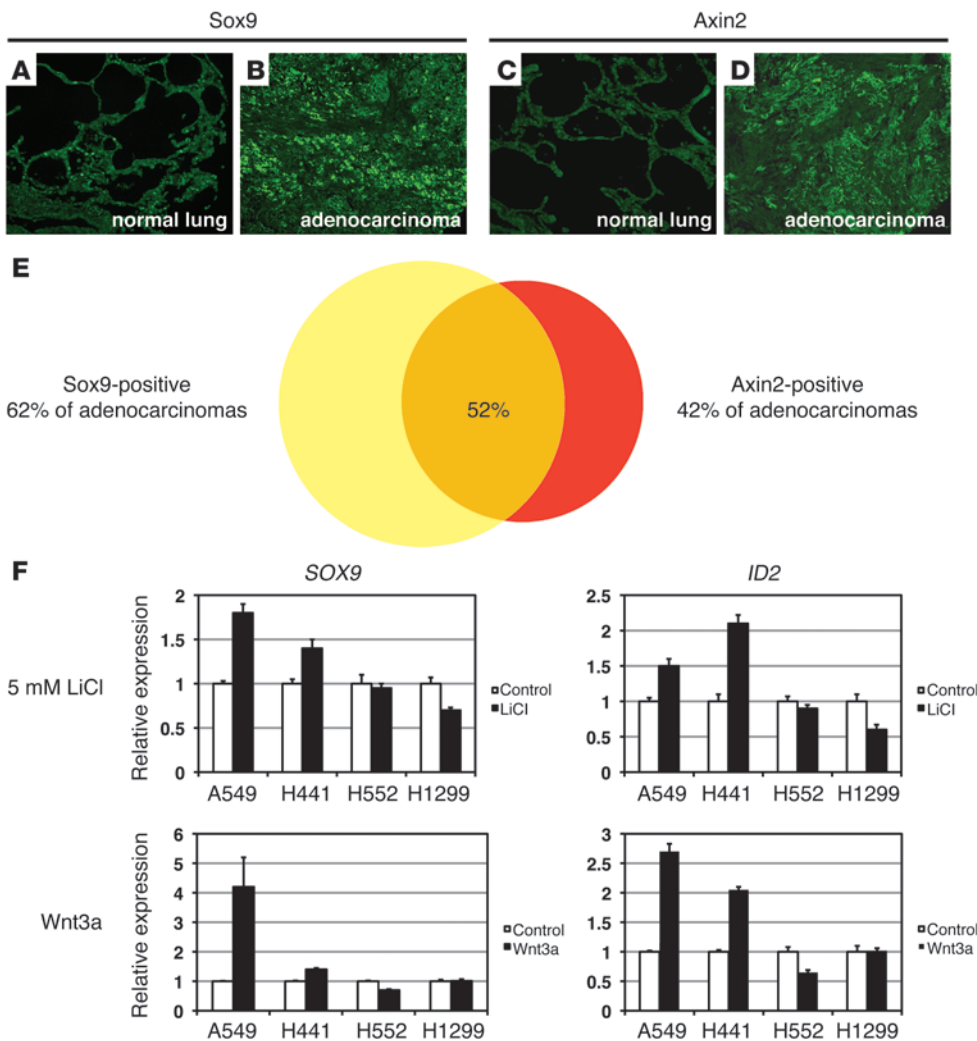 Sox9
Axin2
A
normal lung
B
adenocarcinoma
C
normal lung
D
adenocarcinoma
E
Sox9-positive
62% of adenocarcinomas
52%
Axin2-positive
42% of adenocarcinomas
F
5 mM LiCl
SOX9
Relative expression
2
1.5
1
0.5
0
A549 H441 H552 H1299
Control
LiCl
ID2
2.5
2
1.5
1
0.5
0
A549 H441 H552 H1299
Control
LiCl
Wnt3a
Relative expression
6
5
4
3
2
1
0
A549 H441 H552 H1299
Control
Wnt3a
3
2.5
2
1.5
1
0.5
0
A549 H441 H552 H1299
Control
Wnt3a